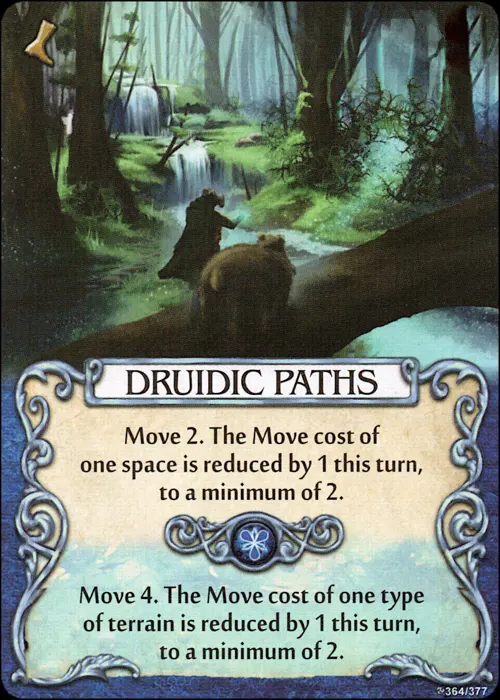 DRUIDIC PATHS
Move 2. The Move cost of
one space is reduced by 1 this turn,
to a minimum of 2.
Move 4. The Move cost of one type
of terrain is reduced by 1 this turn,
to a minimum of 2.
364/377